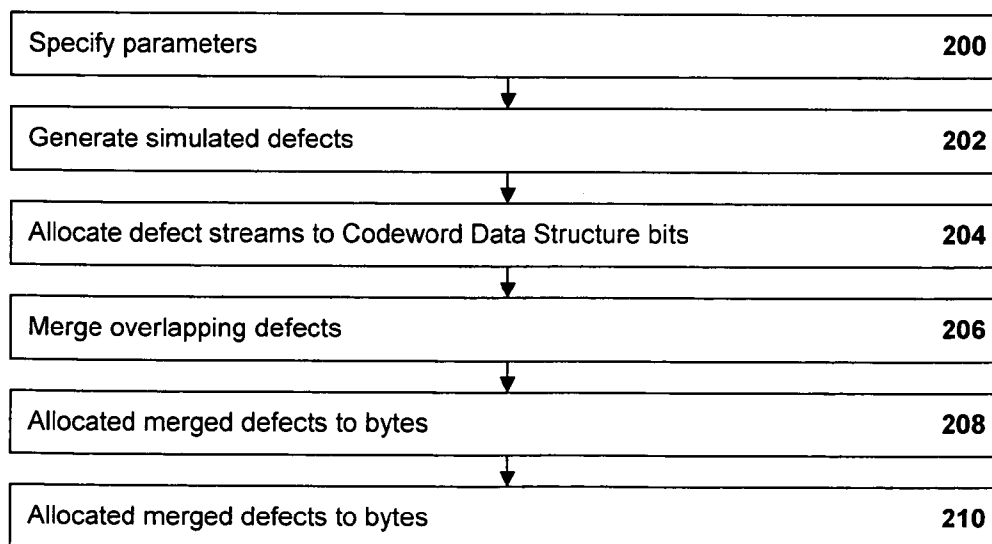 Specify parameters 200
Generate simulated defects 202
Allocate defect streams to Codeword Data Structure bits 204
Merge overlapping defects 206
Allocated merged defects to bytes 208
Allocated merged defects to bytes 210